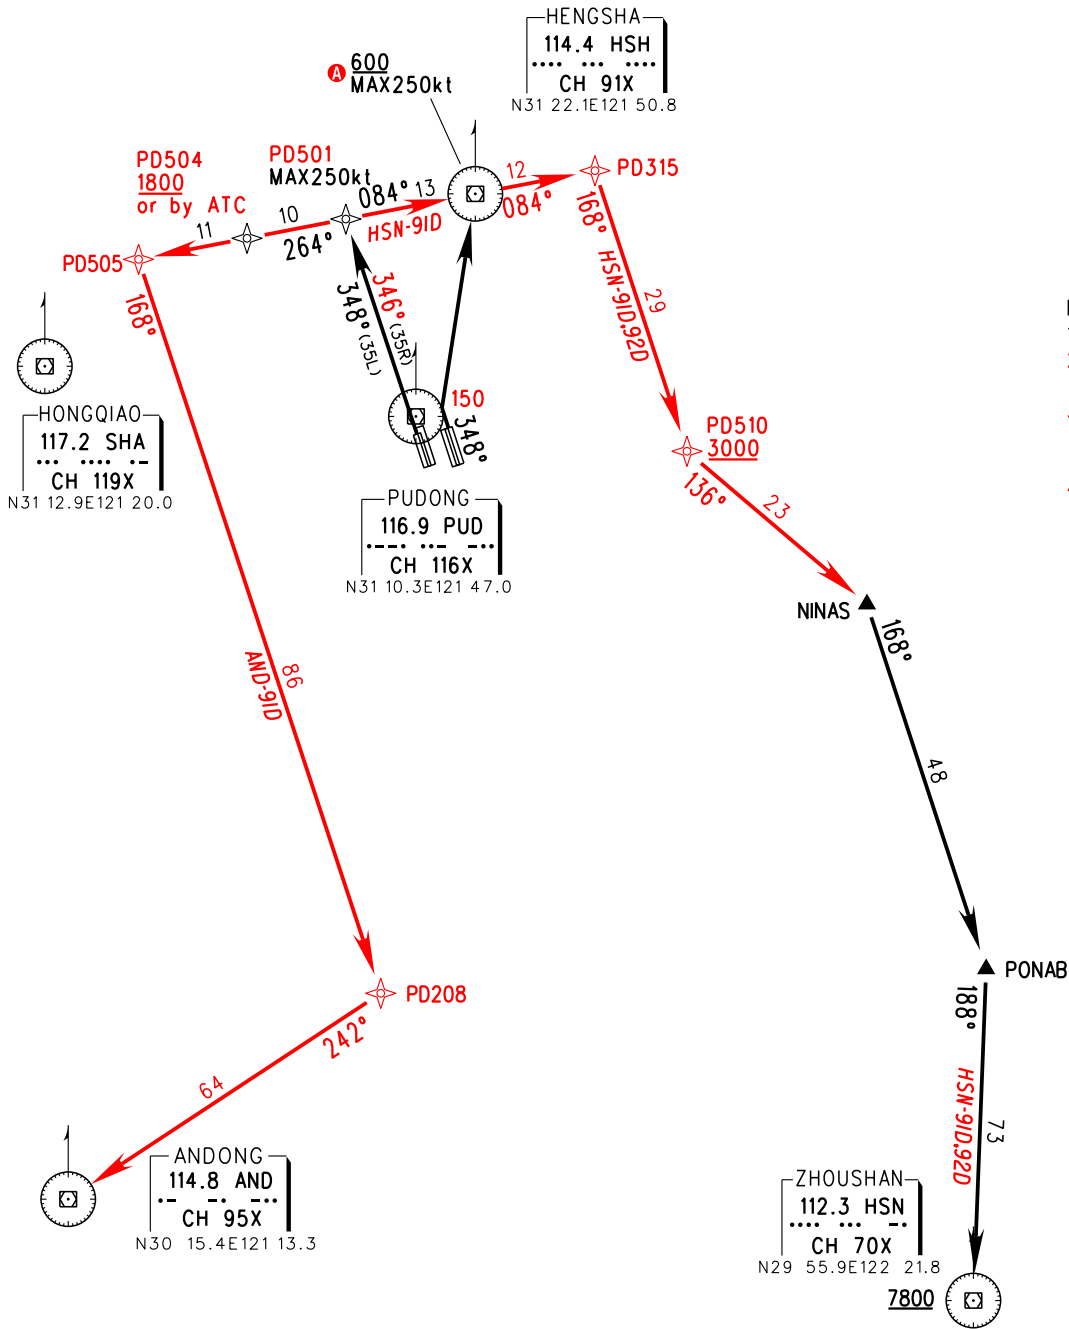 HENGSHA
114.4 HSH
CH 91X
N31 22.1E121 50.8
A 600
MAX250kt
PD504
1800
or by ATC
PD501
MAX250kt
084°
13
12
084°
PD315
11
10
264°
HSN-91D
PD505
168°
346°
348°
(35R)
(35L)
168°
HSN-91D,92D
29
150
348°
HONGQIAO
117.2 SHA
CH 119X
N31 12.9E121 20.0
PUDONG
116.9 PUD
CH 116X
N31 10.3E121 47.0
PD510
3000
136°
23
NINAS
168°
86
AND-91D
48
PD208
242°
64
PONAB
188°
HSN-91D,92D
73
ANDONG
114.8 AND
CH 95X
N30 15.4E121 13.3
ZHOUSHAN
112.3 HSN
CH 70X
N29 55.9E122 21.8
7800